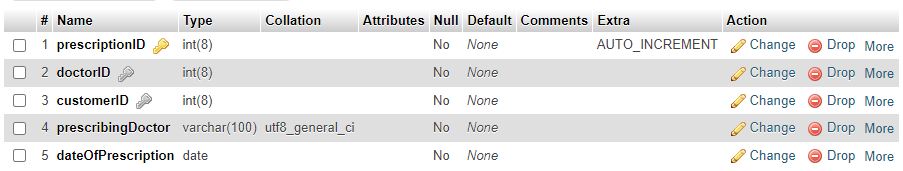 # Name Type Collation Attributes Null Default Comments Extra Action
1 prescriptionID int(8) No None AUTO_INCREMENT Change Drop More
2 doctorID int(8) No None Change Drop More
3 customerID int(8) No None Change Drop More
4 prescribingDoctor varchar(100) utf8_general_ci No None Change Drop More
5 dateOfPrescription date No None Change Drop More